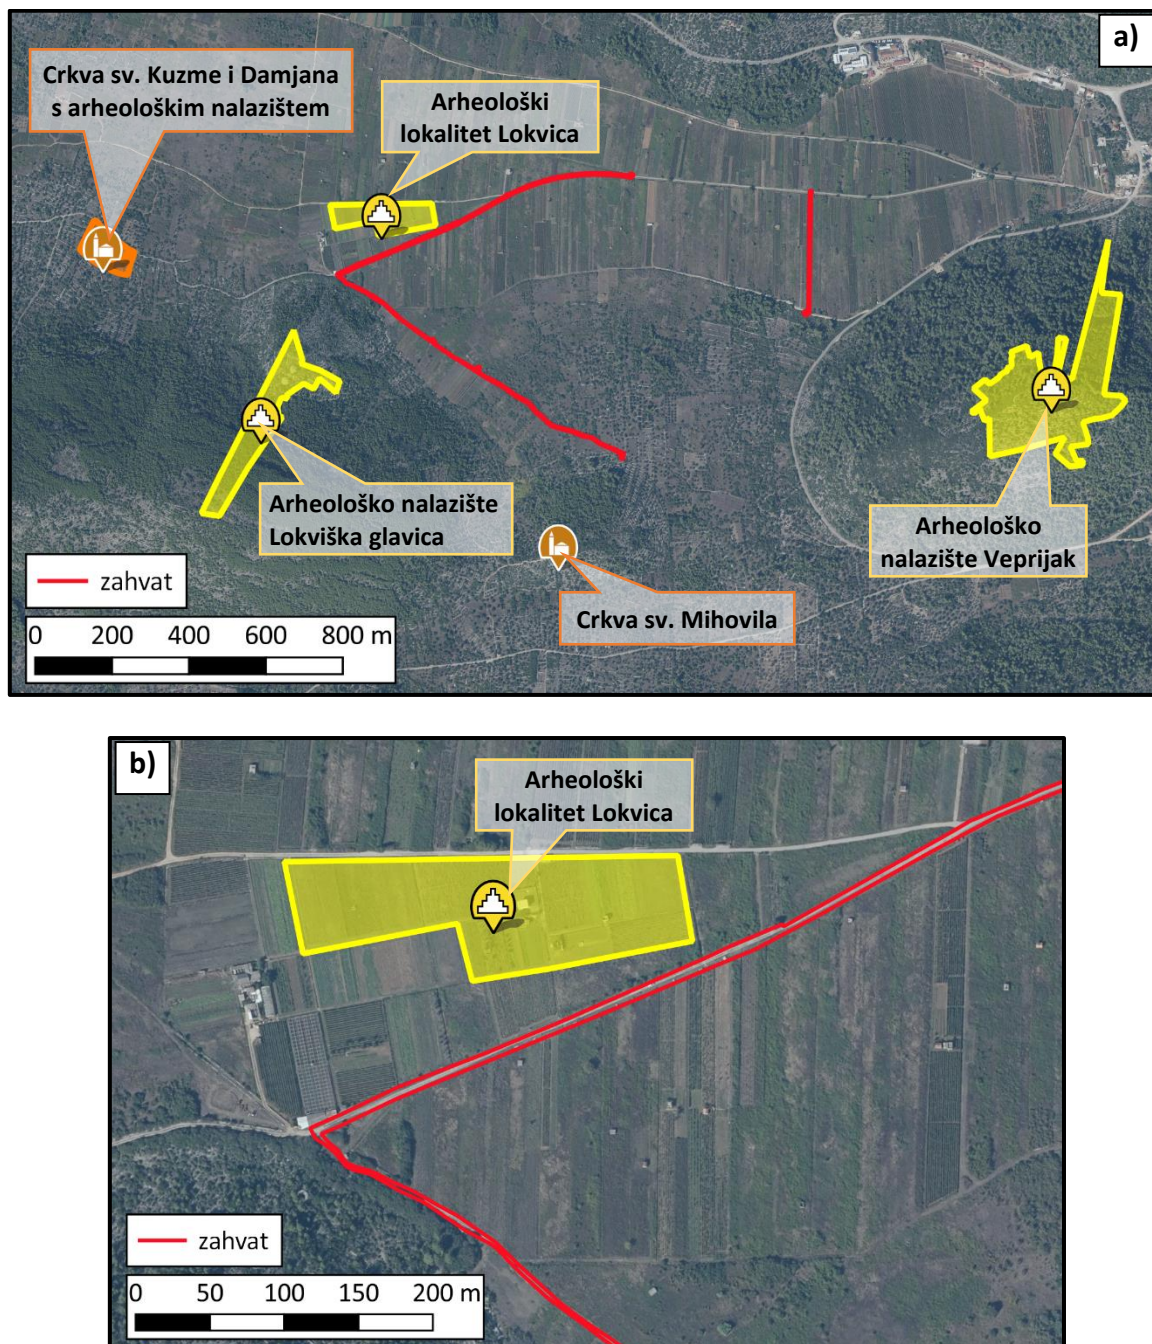 a)
Crkva sv. Kuzme i Damjana
s arheološkim nalazištem
Arheološki
lokalitet Lokvica
Arheološko nalazište
Lokviška glavica
Arheološko
nalazište Veprijak
Crkva sv. Mihovila
zahvat
0 200 400 600 800 m
b)
Arheološki
lokalitet Lokvica
zahvat
0 50 100 150 200 m